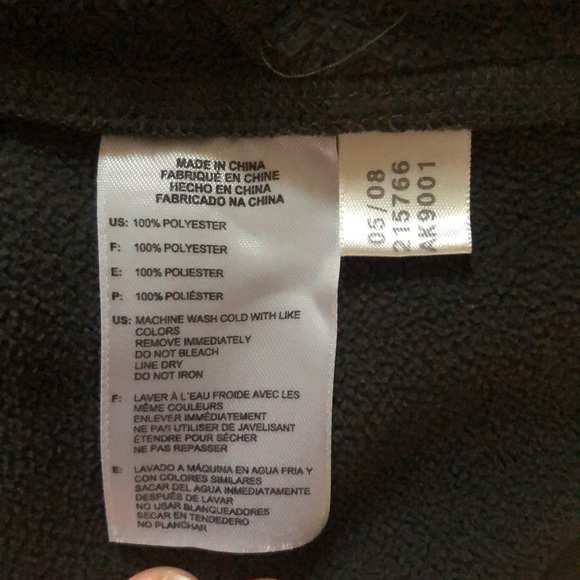 MADE IN CHINA
FABRIQUÉ EN CHINE
HECHO EN CHINA
FABRICADO NA CHINA
US: 100% POLYESTER
F: 100% POLYESTER
E: 100% POLIESTER
P: 100% POLIÉSTER
US: MACHINE WASH COLD WITH LIKE
COLORS
REMOVE IMMEDIATELY
DO NOT BLEACH
LINE DRY
DO NOT IRON
F: LAVER À L'EAU FROIDE AVEC LES
MÊME COULEURS
ENLEVER IMMÉDIATEMENT
NE PAS UTILISER DE JAVELISANT
ÉTENDRE POUR SÉCHER
NE PAS REPASSER
E: LAVADO A MÁQUINA EN AGUA FRIA Y
CON COLORES SIMILARES
SACAR DEL AGUA INMEDIATAMENTE
DESPUÉS DE LAVAR
NO USAR BLANQUEADORES
SECAR EN TENDEDERO
NO PLANCHAR
05/08
215766
AK9001